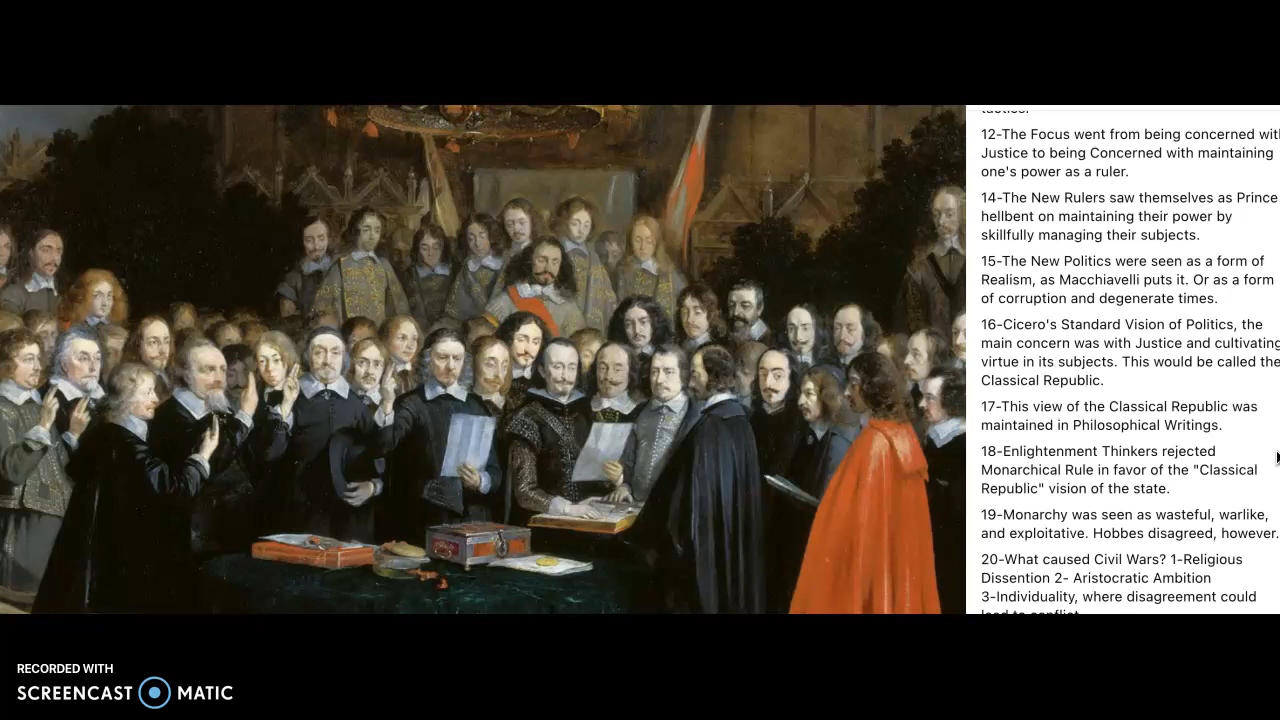 tactics.
12-The Focus went from being concerned with
Justice to being Concerned with maintaining
one's power as a ruler.
14-The New Rulers saw themselves as Prince
hellbent on maintaining their power by
skillfully managing their subjects.
15-The New Politics were seen as a form of
Realism, as Macchiavelli puts it. Or as a form
of corruption and degenerate times.
16-Cicero's Standard Vision of Politics, the
main concern was with Justice and cultivating
virtue in its subjects. This would be called the
Classical Republic.
17-This view of the Classical Republic was
maintained in Philosophical Writings.
18-Enlightenment Thinkers rejected
Monarchical Rule in favor of the "Classical
Republic" vision of the state.
19-Monarchy was seen as wasteful, warlike,
and exploitative. Hobbes disagreed, however.
20-What caused Civil Wars? 1-Religious
Dissention 2- Aristocratic Ambition
3-Individuality, where disagreement could
lead to conflict
RECORDED WITH
SCREENCAST MATIC